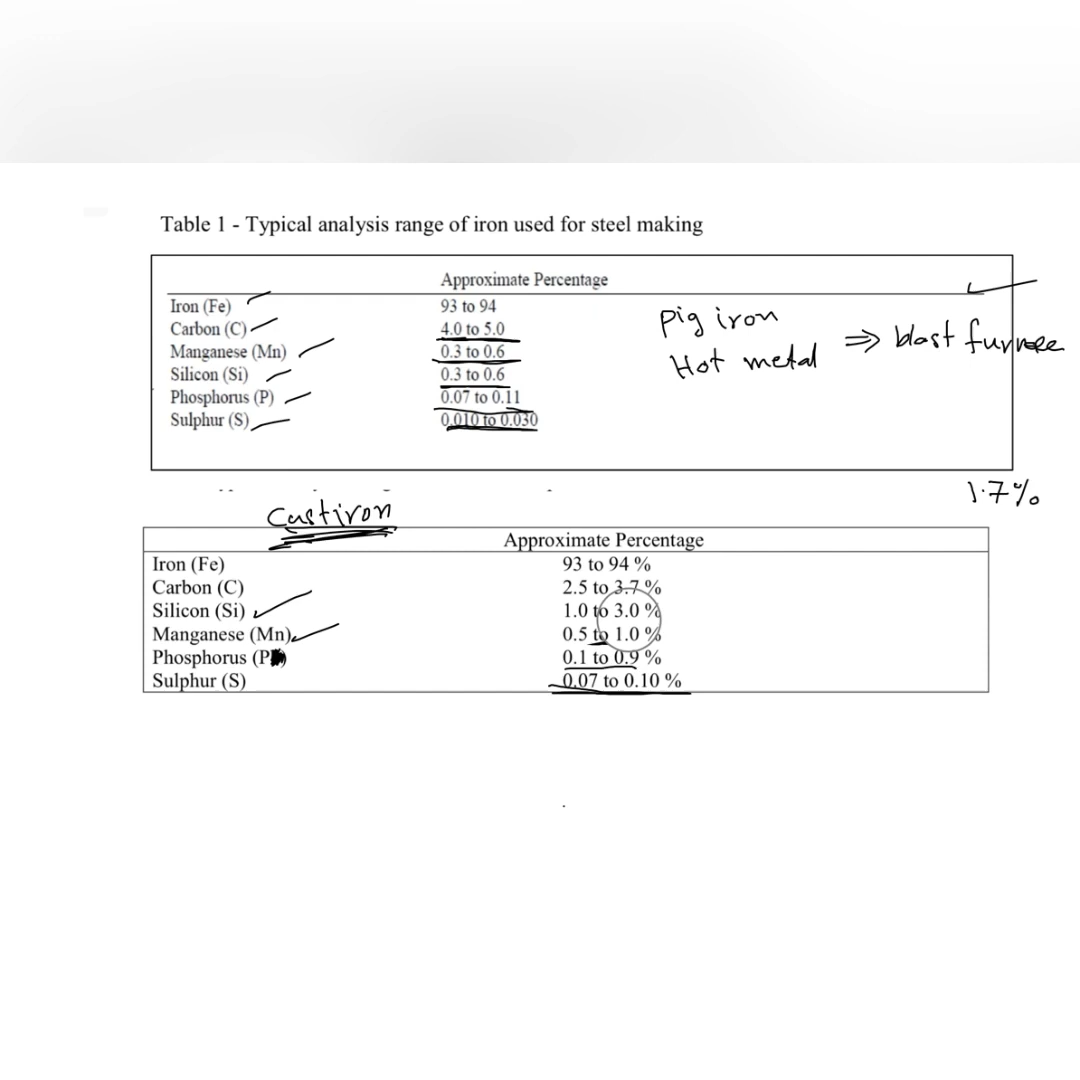 Table 1 - Typical analysis range of iron used for steel making
Approximate Percentage
Iron (Fe) 93 to 94
Carbon (C) 4.0 to 5.0
Manganese (Mn) 0.3 to 0.6
Silicon (Si) 0.3 to 0.6
Phosphorus (P) 0.07 to 0.11
Sulphur (S) 0.010 to 0.030
Pig iron
Hot metal ⇒ blast furnace
1.7%
Castiron
Approximate Percentage
Iron (Fe) 93 to 94 %
Carbon (C) 2.5 to 3.7 %
Silicon (Si) 1.0 to 3.0 %
Manganese (Mn) 0.5 to 1.0 %
Phosphorus (P 0.1 to 0.9 %
Sulphur (S) 0.07 to 0.10 %